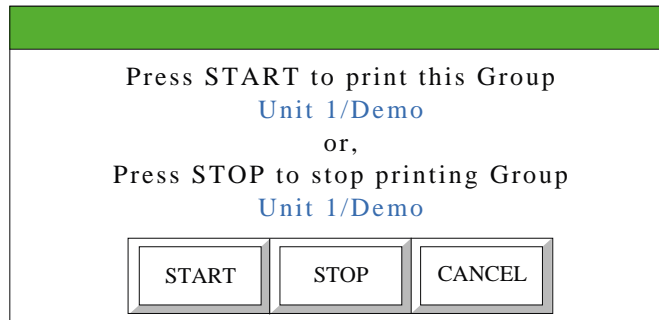 Press START to print this Group
Unit 1/Demo
or,
Press STOP to stop printing Group
Unit 1/Demo
START STOP CANCEL